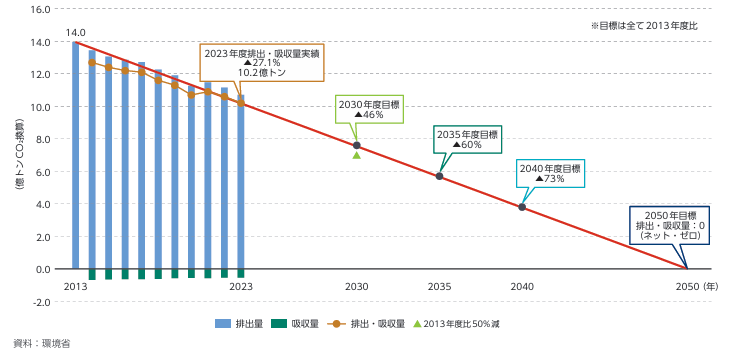 16.0
※目標は全て2013年度比
14.0
14.0
2023年度排出・吸収量実績
▲27.1%
10.2億トン
12.0
10.0
2030年度目標
▲46%
8.0
2035年度目標
▲60%
6.0
2040年度目標
▲73%
4.0
2050年目標
排出・吸収量：0
（ネット・ゼロ）
2.0
0.0
-2.0
（億トンCO₂換算）
2013 2023 2030 2035 2040 2050 （年）
排出量 吸収量 排出・吸収量 2013年度比50%減
資料：環境省